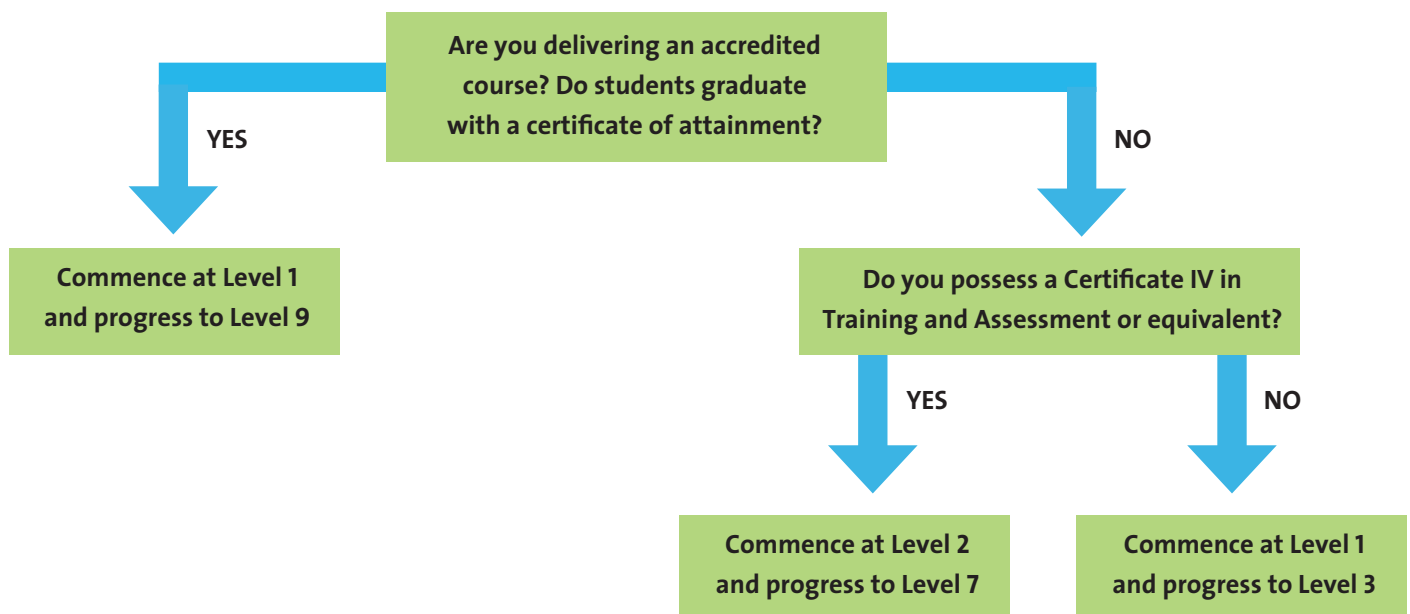 Are you delivering an accredited
course? Do students graduate
with a certificate of attainment?
YES
NO
Commence at Level 1
and progress to Level 9
Do you possess a Certificate IV in
Training and Assessment or equivalent?
YES
NO
Commence at Level 2
and progress to Level 7
Commence at Level 1
and progress to Level 3